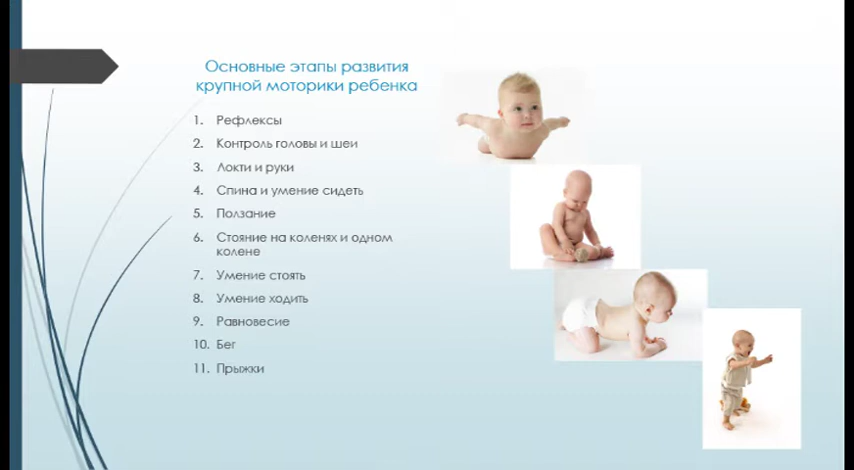 Основные этапы развития
крупной моторики ребенка
1. Рефлексы
2. Контроль головы и шеи
3. Локти и руки
4. Спина и умение сидеть
5. Ползание
6. Стояние на коленях и одном
колене
7. Умение стоять
8. Умение ходить
9. Равновесие
10. Бег
11. Прыжки